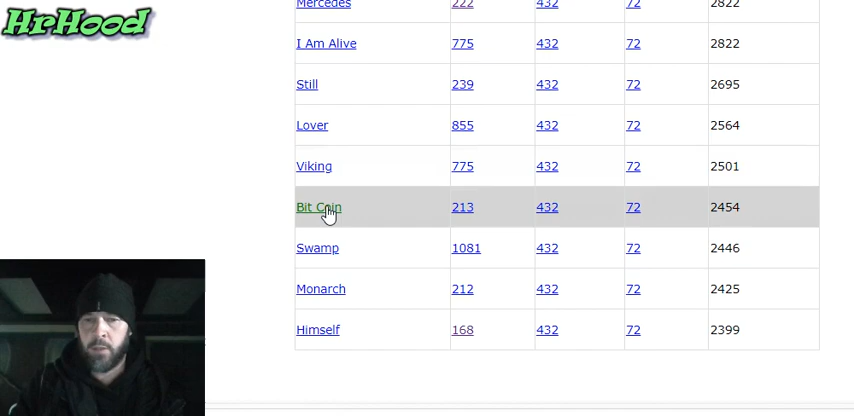 HrHood
Mercedes 222 432 72 2822
I Am Alive 775 432 72 2822
Still 239 432 72 2695
Lover 855 432 72 2564
Viking 775 432 72 2501
Bit Coin 213 432 72 2454
Swamp 1081 432 72 2446
Monarch 212 432 72 2425
Himself 168 432 72 2399